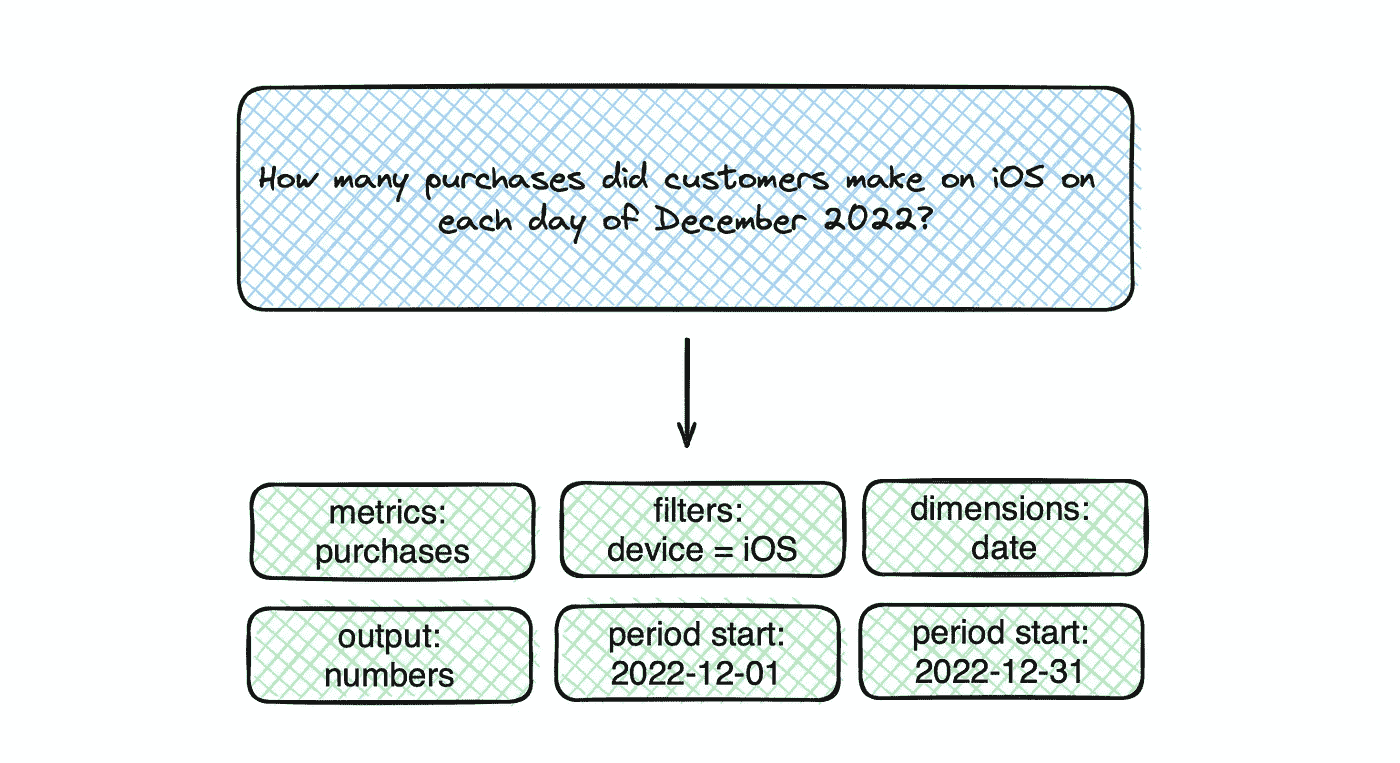 How many purchases did customers make on iOS on
each day of December 2022?
metrics:
purchases
filters:
device = iOS
dimensions:
date
output:
numbers
period start:
2022-12-01
period start:
2022-12-31